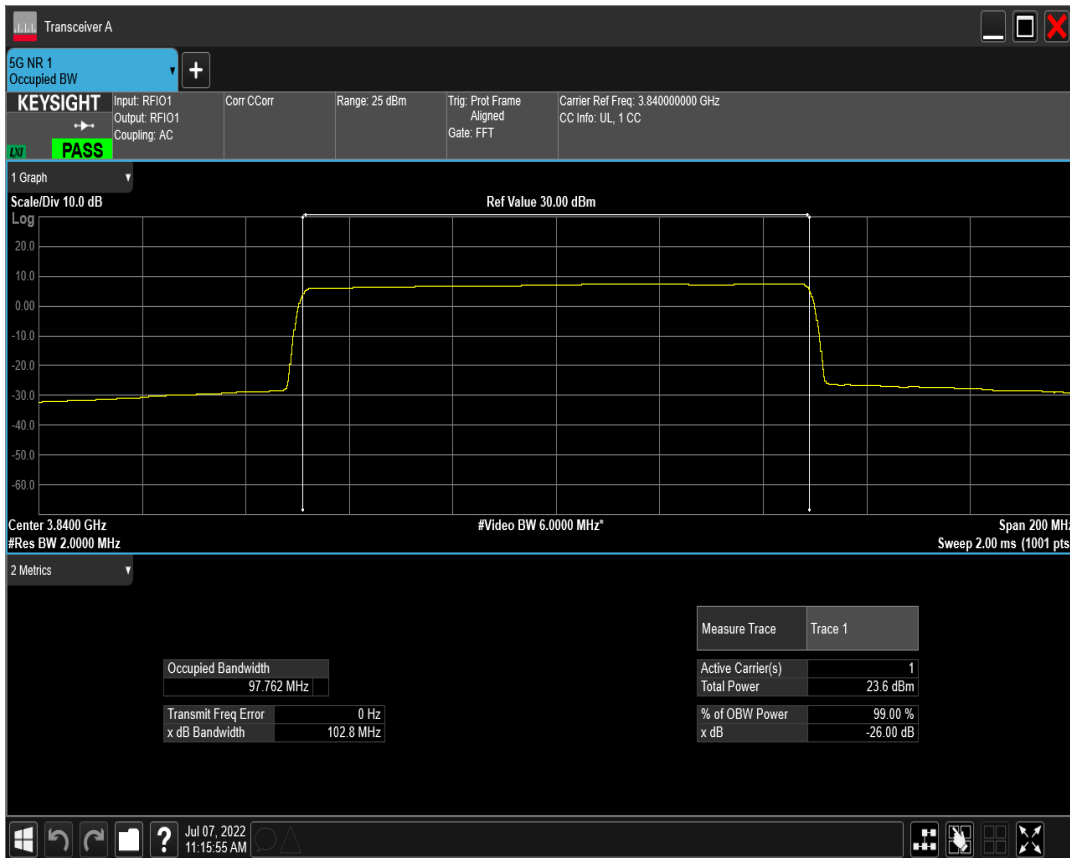 Transceiver A
5G NR 1
Occupied BW
KEYSIGHT
LXI
PASS
Input: RFIO1
Output: RFIO1
Coupling: AC
Corr CCorr
Range: 25 dBm
Trig: Prot Frame
Aligned
Gate: FFT
Carrier Ref Freq: 3.840000000 GHz
CC Info: UL, 1 CC
1 Graph
Scale/Div 10.0 dB
Ref Value 30.00 dBm
Log
20.0
10.0
0.00
-10.0
-20.0
-30.0
-40.0
-50.0
-60.0
Center 3.8400 GHz
#Video BW 6.0000 MHz*
Span 200 MHz
#Res BW 2.0000 MHz
Sweep 2.00 ms (1001 pts
2 Metrics
Measure Trace Trace 1
Occupied Bandwidth
97.762 MHz
Active Carrier(s) 1
Total Power 23.6 dBm
Transmit Freq Error 0 Hz
x dB Bandwidth 102.8 MHz
% of OBW Power 99.00 %
x dB -26.00 dB
?
Jul 07, 2022
11:15:55 AM